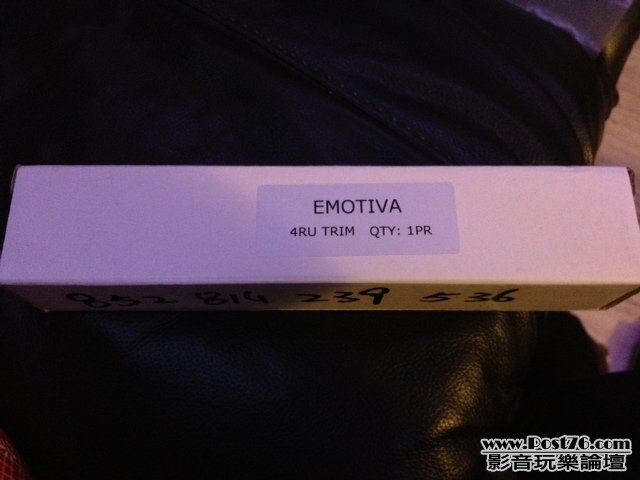 EMOTIVA
4RU TRIM QTY: 1PR
852 814 239 536
www.Post76.com
影音玩樂論壇